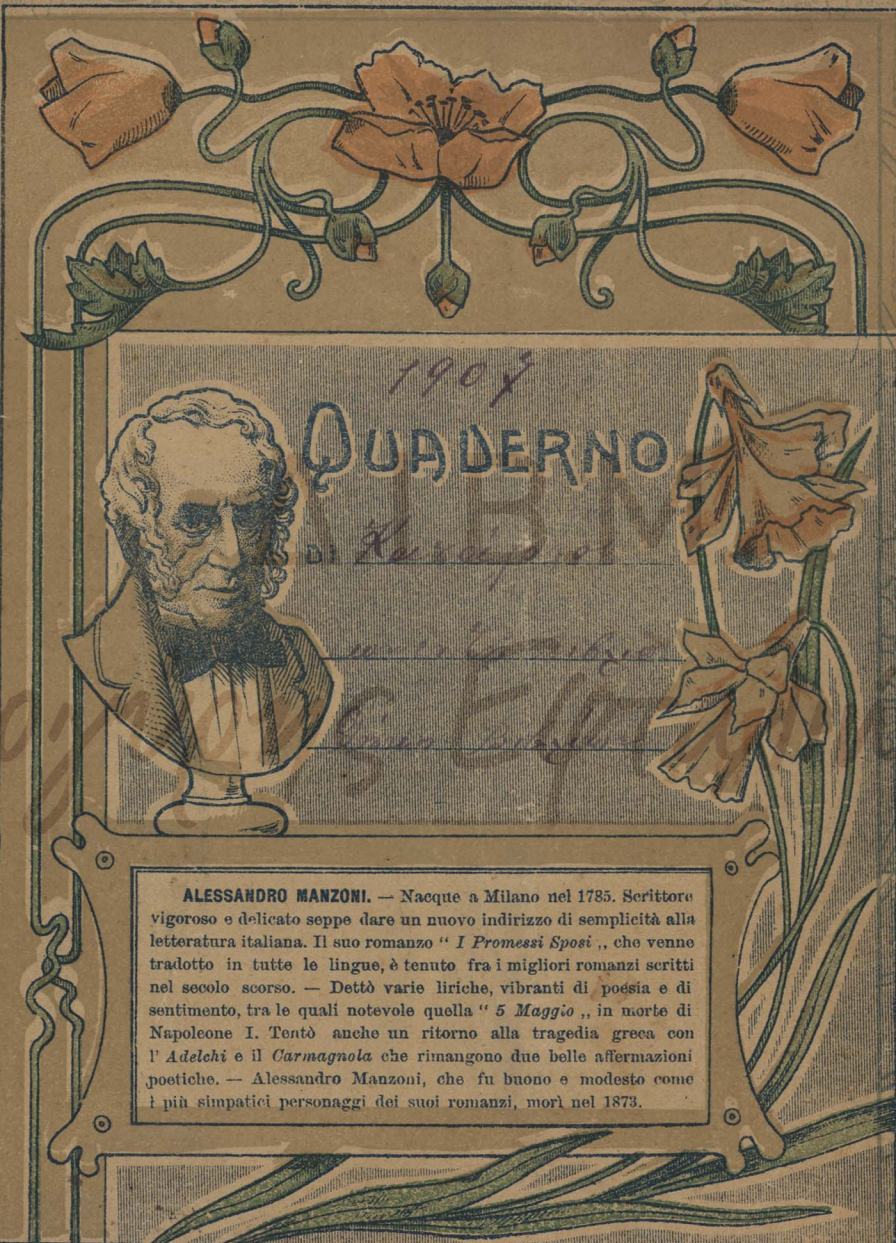 1907
QUADERNO
DI
ALESSANDRO MANZONI. — Nacque a Milano nel 1785. Scrittore
vigoroso e delicato seppe dare un nuovo indirizzo di semplicità alla
letteratura italiana. Il suo romanzo “ I Promessi Sposi „, che venne
tradotto in tutte le lingue, è tenuto fra i migliori romanzi scritti
nel secolo scorso. — Dettò varie liriche, vibranti di poesia e di
sentimento, tra le quali notevole quella “ 5 Maggio „, in morte di
Napoleone I. Tentò anche un ritorno alla tragedia greca con
l' Adelchi e il Carmagnola che rimangono due belle affermazioni
poetiche. — Alessandro Manzoni, che fu buono e modesto come
i più simpatici personaggi dei suoi romanzi, morì nel 1873.